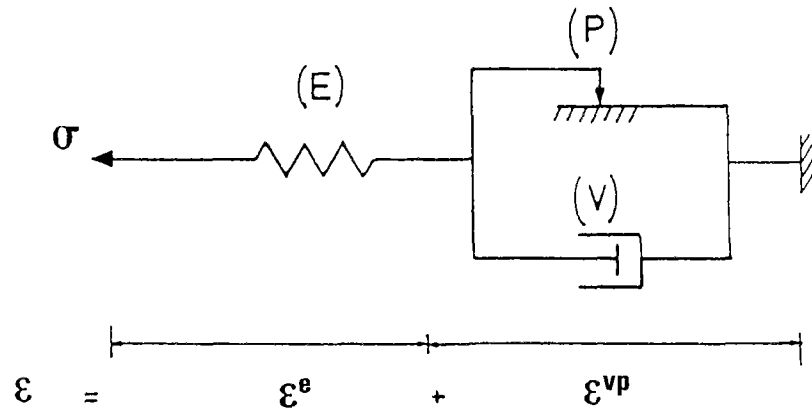 (P)
(E)
σ
(V)
ε = εᵉ + εᵛᵖ